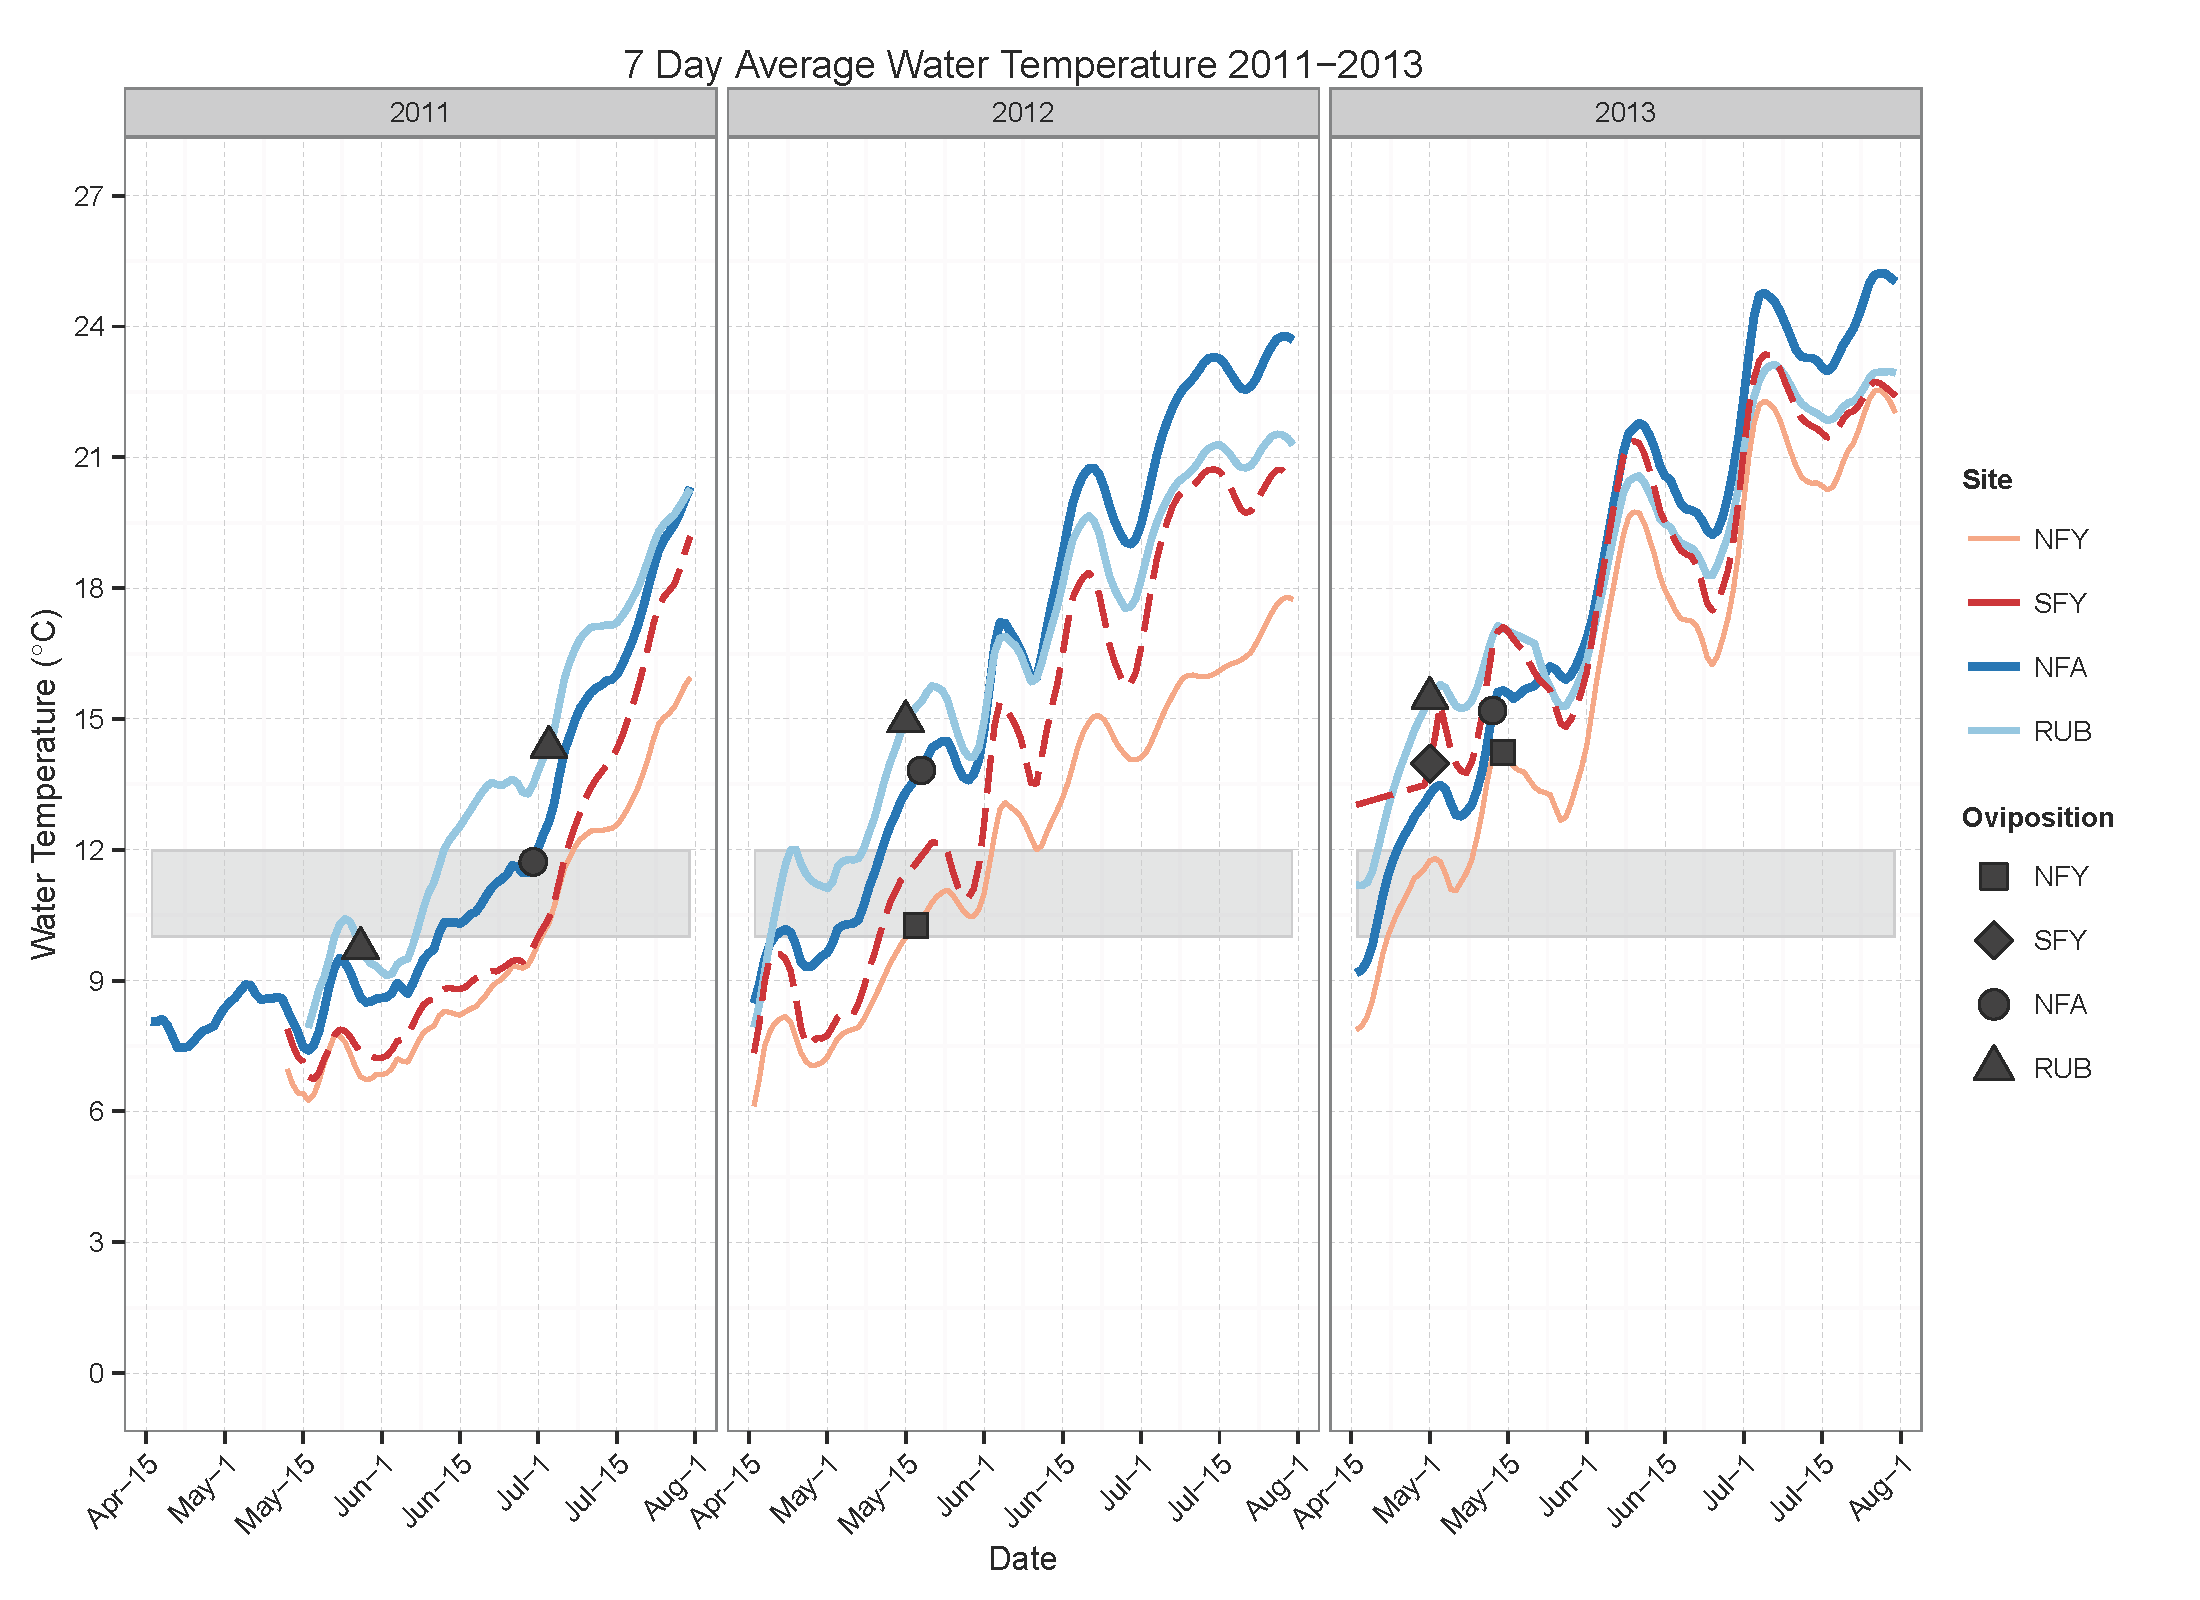 7 Day Average Water Temperature 2011−2013
2011
2012
2013
27
24
21
18
15
12
9
6
3
0
Water Temperature (°C)
Apr−15
May−1
May−15
Jun−1
Jun−15
Jul−1
Jul−15
Aug−1
Apr−15
May−1
May−15
Jun−1
Jun−15
Jul−1
Jul−15
Aug−1
Apr−15
May−1
May−15
Jun−1
Jun−15
Jul−1
Jul−15
Aug−1
Date
Site
NFY
SFY
NFA
RUB
Oviposition
NFY
SFY
NFA
RUB